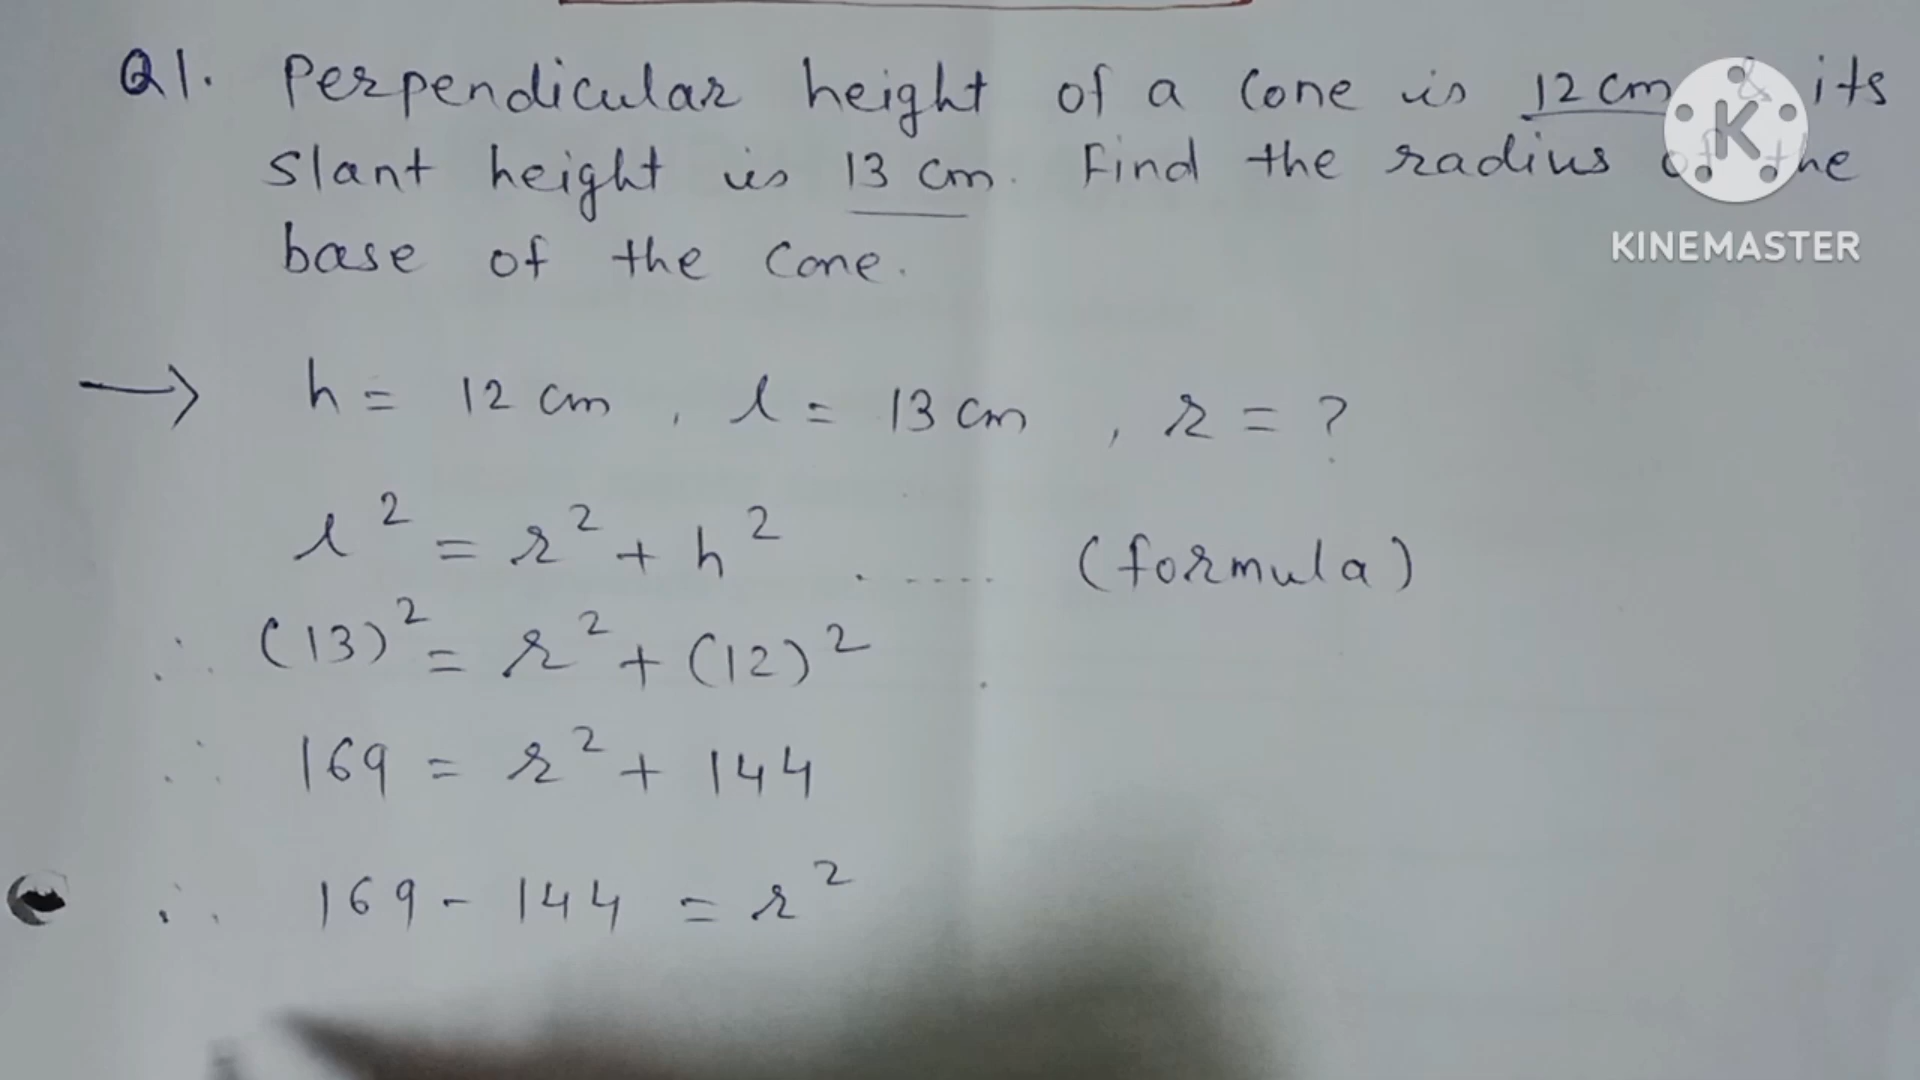 Q1. Perpendicular height of a cone is 12 cm & its
slant height is 13 cm. Find the radius of the
base of the cone.
K
KINEMASTER
→ h = 12 cm , l = 13 cm , r = ?
l² = r² + h² ...... (formula)
∴ (13)² = r² + (12)²
∴ 169 = r² + 144
∴ 169 - 144 = r²